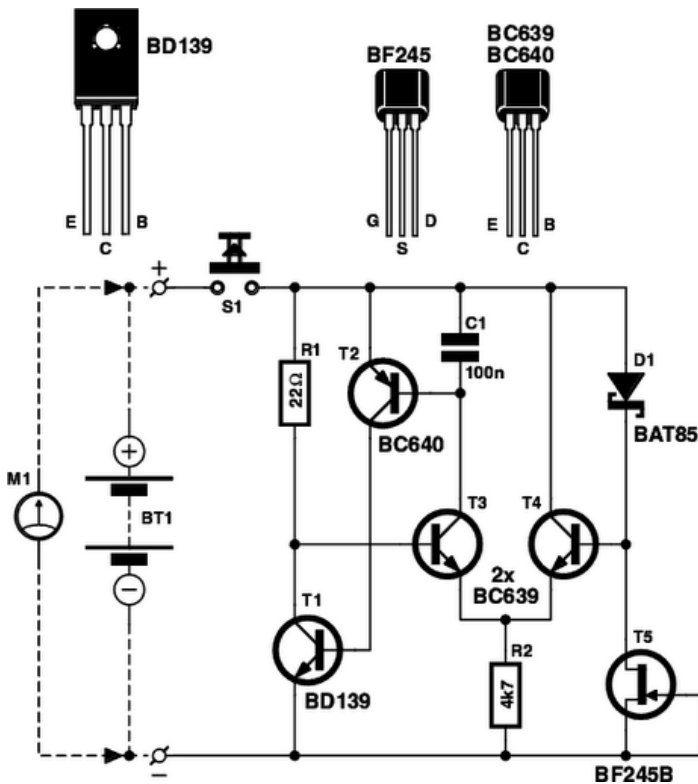 BD139
BF245
BC639
BC640
E
C
B
G
S
D
E
C
B
+
S1
R1
22Ω
T2
BC640
C1
100n
D1
BAT85
M1
+
BT1
−
T3
T4
2x
BC639
T1
BD139
R2
4k7
T5
BF245B
−